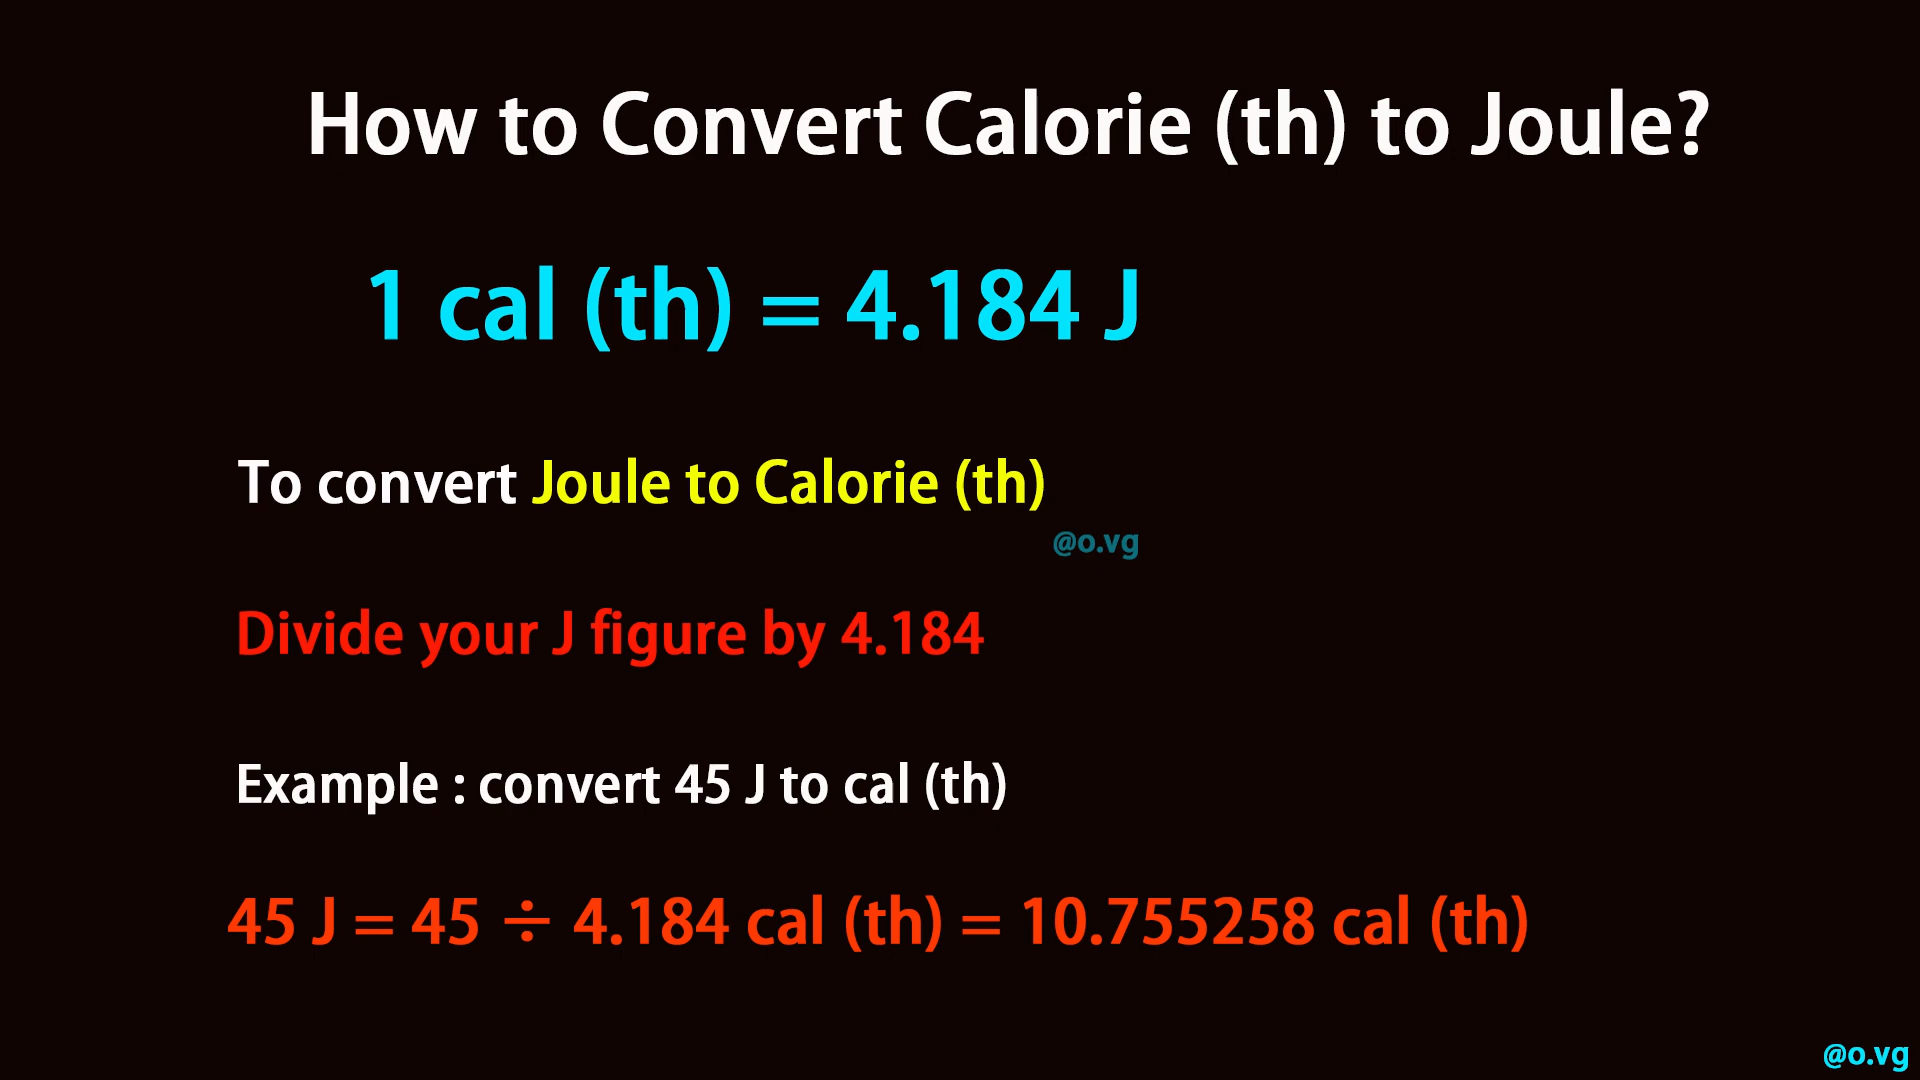 How to Convert Calorie (th) to Joule?
1 cal (th) = 4.184 J
To convert Joule to Calorie (th)
@o.vg
Divide your J figure by 4.184
Example : convert 45 J to cal (th)
45 J = 45 ÷ 4.184 cal (th) = 10.755258 cal (th)
@o.vg